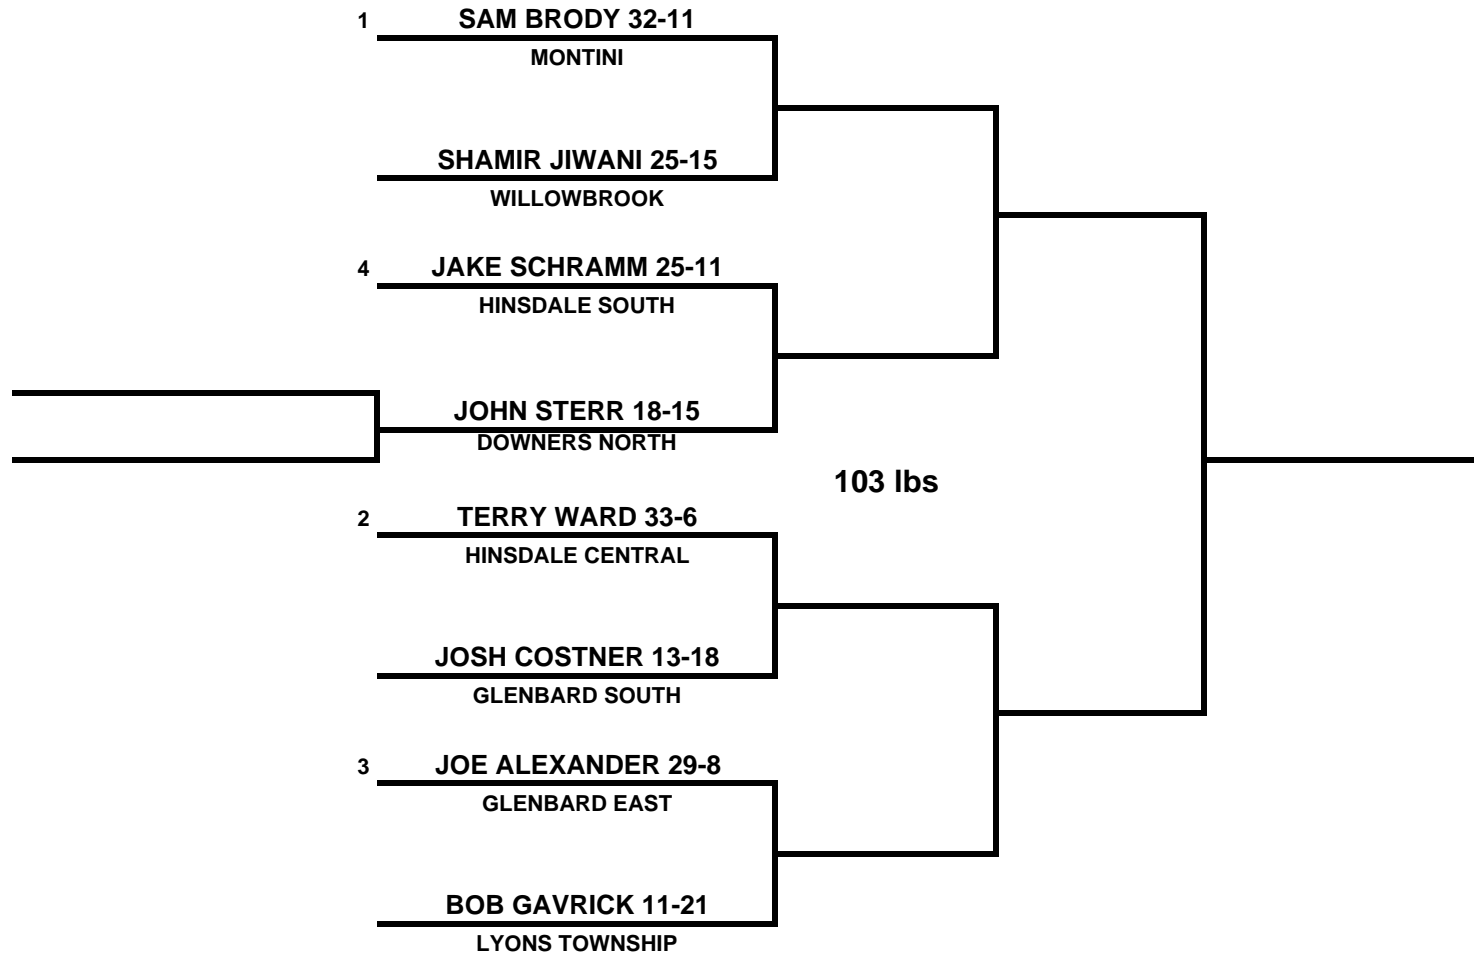 1
SAM BRODY 32-11
MONTINI
SHAMIR JIWANI 25-15
WILLOWBROOK
4
JAKE SCHRAMM 25-11
HINSDALE SOUTH
JOHN STERR 18-15
DOWNERS NORTH
103 lbs
2
TERRY WARD 33-6
HINSDALE CENTRAL
JOSH COSTNER 13-18
GLENBARD SOUTH
3
JOE ALEXANDER 29-8
GLENBARD EAST
BOB GAVRICK 11-21
LYONS TOWNSHIP